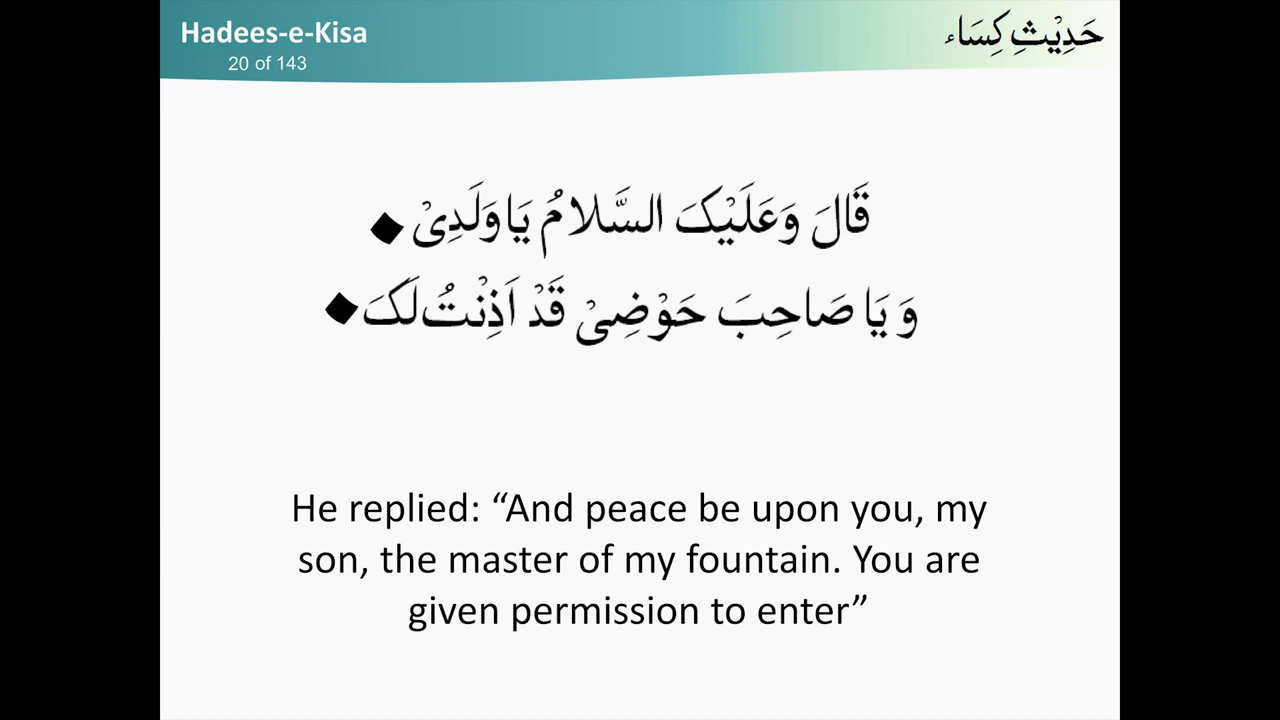 Hadees-e-Kisa
حَدِیْثِ کِسَاء
20 of 143
قَالَ وَعَلَیْکَ السَّلامُ یَا وَلَدِیْ
وَ یَا صَاحِبَ حَوْضِیْ قَدْ اَذِنْتُ لَکَ
He replied: “And peace be upon you, my
son, the master of my fountain. You are
given permission to enter”